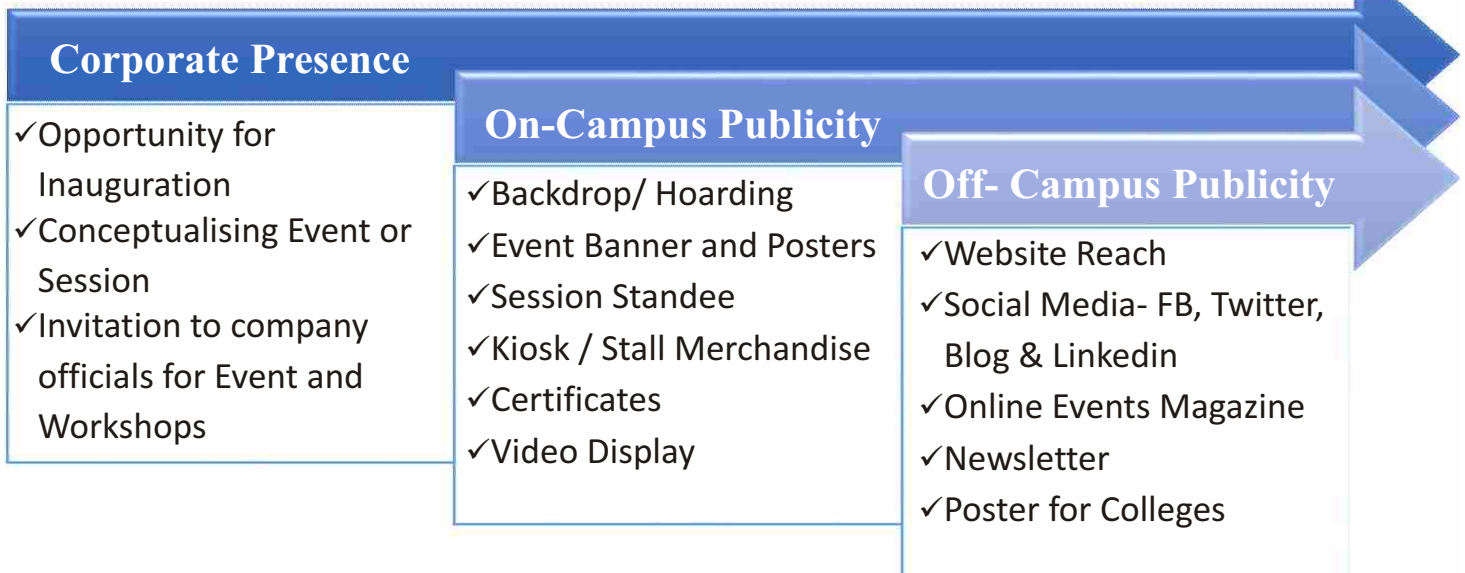 Corporate Presence
✓Opportunity for
Inauguration
✓Conceptualising Event or
Session
✓Invitation to company
officials for Event and
Workshops
On-Campus Publicity
✓Backdrop/ Hoarding
✓Event Banner and Posters
✓Session Standee
✓Kiosk / Stall Merchandise
✓Certificates
✓Video Display
Off- Campus Publicity
✓Website Reach
✓Social Media- FB, Twitter,
Blog & Linkedin
✓Online Events Magazine
✓Newsletter
✓Poster for Colleges